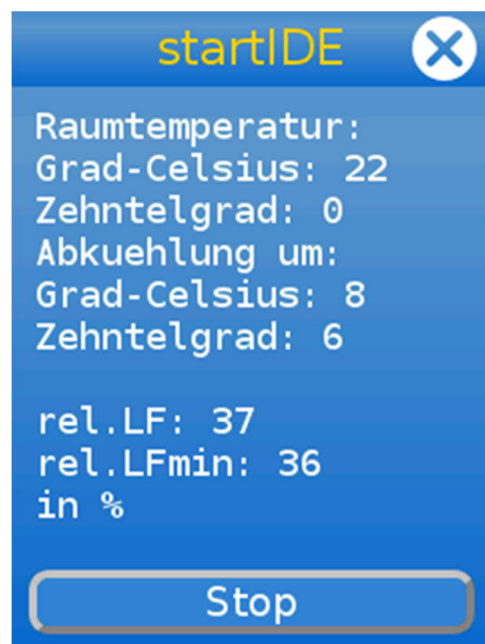 startIDE
Raumtemperatur:
Grad-Celsius: 22
Zehntelgrad: 0
Abkuehlung um:
Grad-Celsius: 8
Zehntelgrad: 6
rel.LF: 37
rel.LFmin: 36
in %
Stop